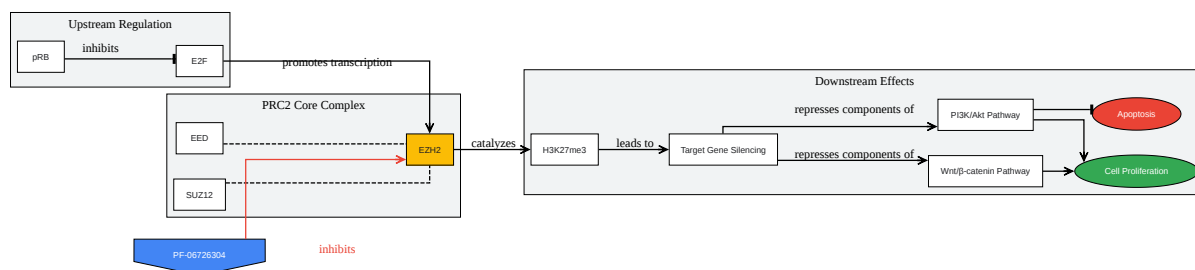 Upstream Regulation
pRB
inhibits
E2F
promotes transcription
PRC2 Core Complex
EED
SUZ12
EZH2
PF-06726304
inhibits
catalyzes
Downstream Effects
H3K27me3
leads to
Target Gene Silencing
represses components of
PI3K/Akt Pathway
Apoptosis
represses components of
Wnt/β-catenin Pathway
Cell Proliferation